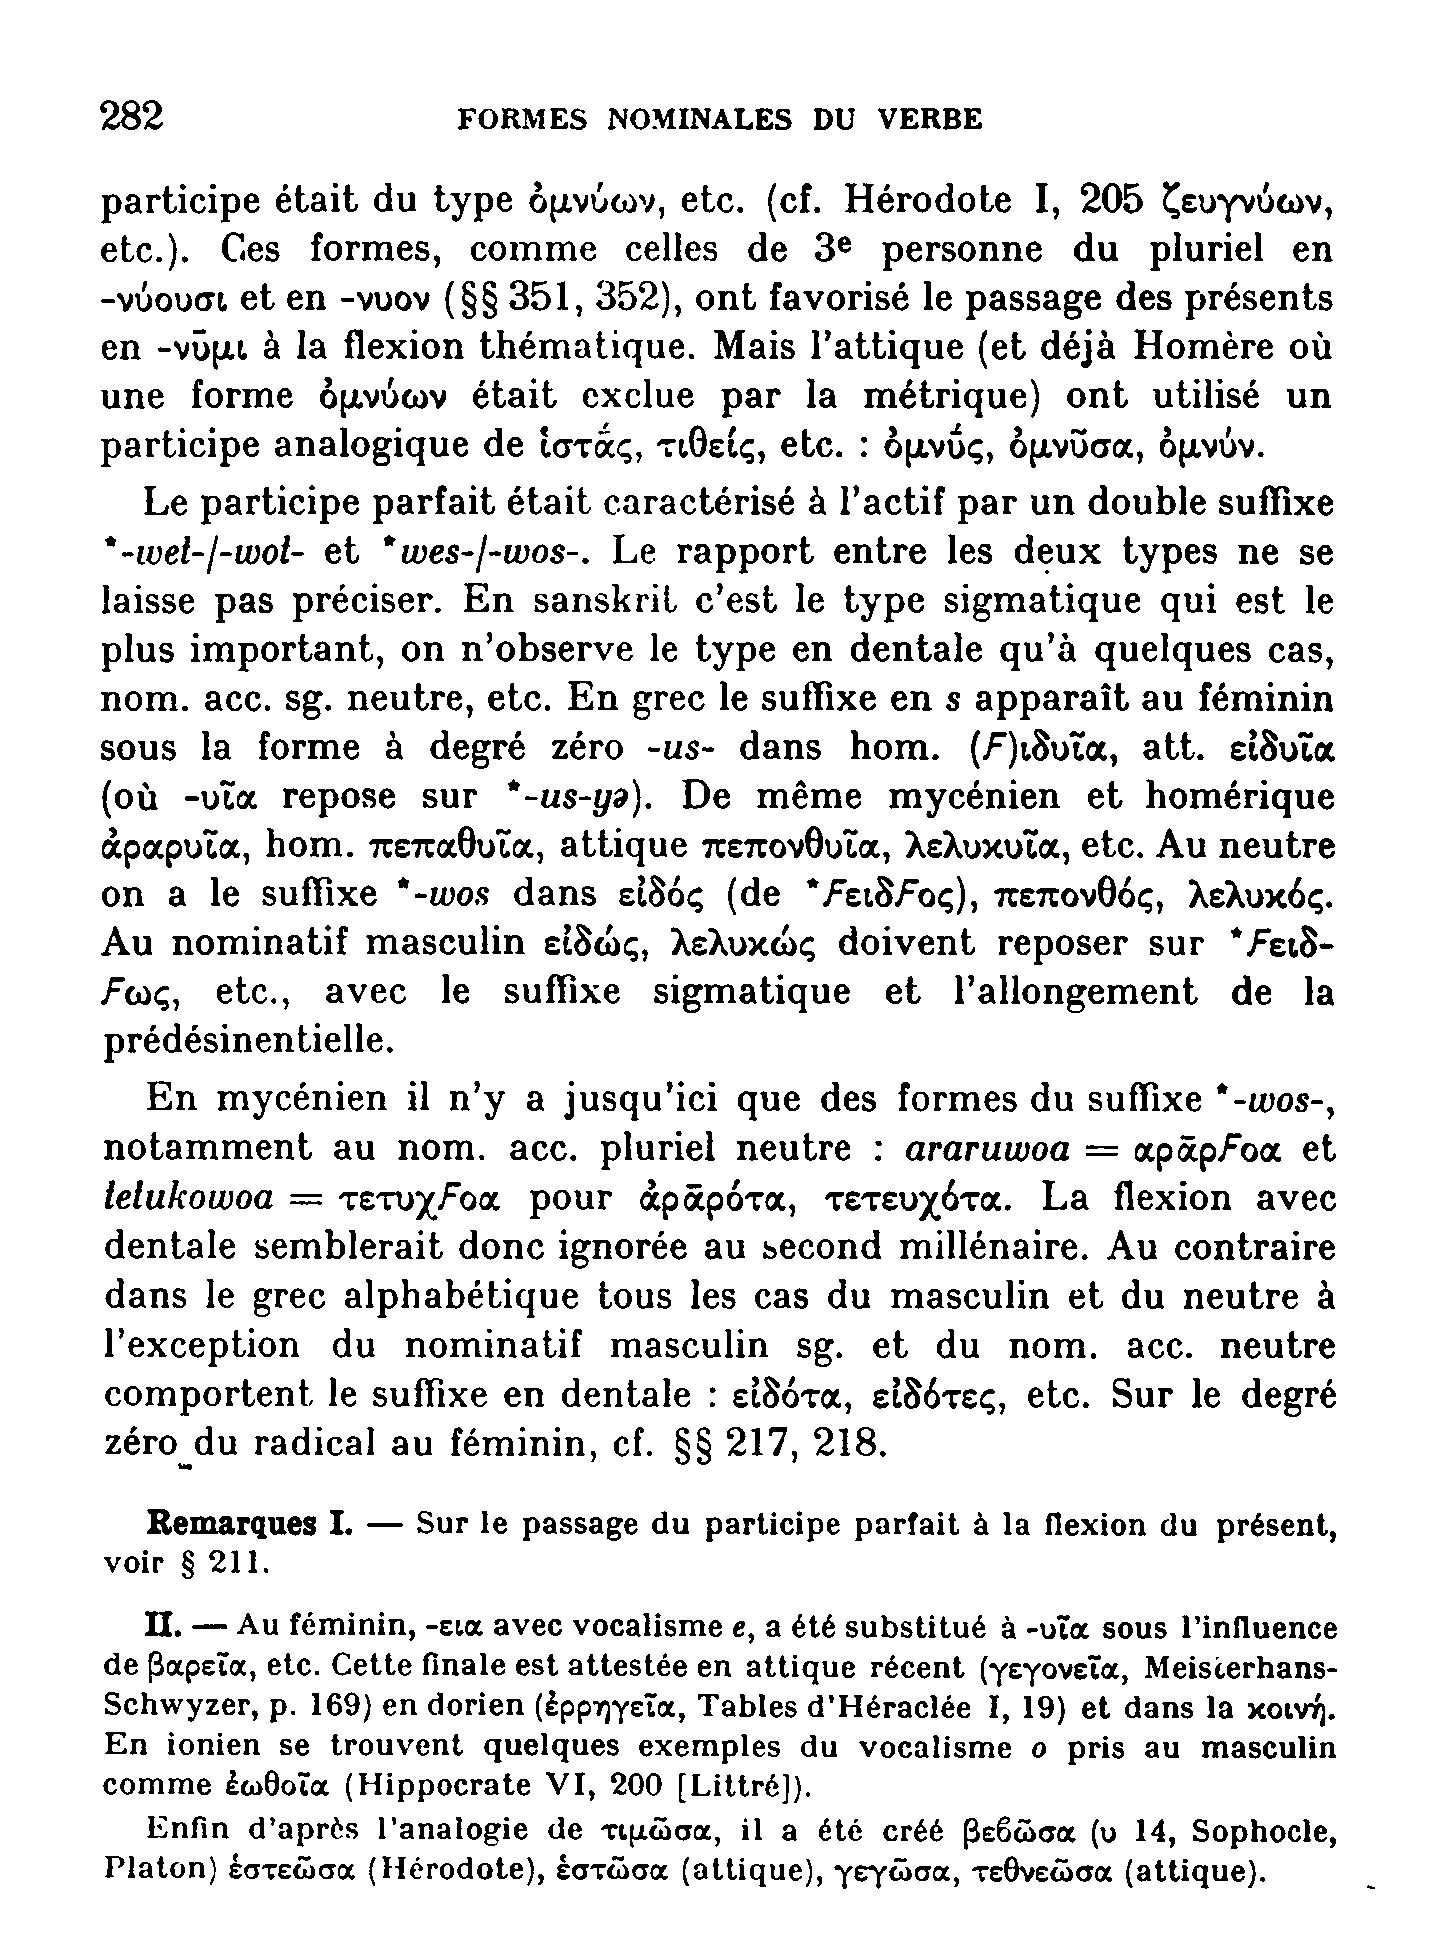 282 FORMES NOMINALES DU VERBE
participe était du type ὀμνύων, etc. (cf. Hérodote I, 205 ζευγνύων,
etc.). Ces formes, comme celles de 3ᵉ personne du pluriel en
-νύουσι et en -νυον (§§ 351, 352), ont favorisé le passage des présents
en -νῡμι à la flexion thématique. Mais l'attique (et déjà Homère où
une forme ὀμνύων était exclue par la métrique) ont utilisé un
participe analogique de ἱστά̄ς, τιθείς, etc. : ὀμνύ̄ς, ὀμνῦσα, ὀμνύν.
Le participe parfait était caractérisé à l'actif par un double suffixe
*-wet-/-wot- et *wes-/-wos-. Le rapport entre les deux types ne se
laisse pas préciser. En sanskrit c'est le type sigmatique qui est le
plus important, on n'observe le type en dentale qu'à quelques cas,
nom. acc. sg. neutre, etc. En grec le suffixe en s apparaît au féminin
sous la forme à degré zéro -us- dans hom. (F)ιδυῖα, att. εἰδυῖα
(où -υῖα repose sur *-us-yə). De même mycénien et homérique
ἀραρυῖα, hom. πεπαθυῖα, attique πεπονθυῖα, λελυκυῖα, etc. Au neutre
on a le suffixe *-wos dans εἰδός (de *FειδFος), πεπονθός, λελυκός.
Au nominatif masculin εἰδώς, λελυκώς doivent reposer sur *Fειδ-
Fως, etc., avec le suffixe sigmatique et l'allongement de la
prédésinentielle.
En mycénien il n'y a jusqu'ici que des formes du suffixe *-wos-,
notamment au nom. acc. pluriel neutre : araruwoa = αρᾱρFοα et
tetukowoa = τετυχFοα pour ἀρᾱρότα, τετευχότα. La flexion avec
dentale semblerait donc ignorée au second millénaire. Au contraire
dans le grec alphabétique tous les cas du masculin et du neutre à
l'exception du nominatif masculin sg. et du nom. acc. neutre
comportent le suffixe en dentale : εἰδότα, εἰδότες, etc. Sur le degré
zéro du radical au féminin, cf. §§ 217, 218.
Remarques I. — Sur le passage du participe parfait à la flexion du présent,
voir § 211.
II. — Au féminin, -εια avec vocalisme e, a été substitué à -υῖα sous l'influence
de βαρεῖα, etc. Cette finale est attestée en attique récent (γεγονεῖα, Meisterhans-
Schwyzer, p. 169) en dorien (ἐρρηγεῖα, Tables d'Héraclée I, 19) et dans la κοινή.
En ionien se trouvent quelques exemples du vocalisme o pris au masculin
comme ἐωθοῖα (Hippocrate VI, 200 [Littré]).
Enfin d'après l'analogie de τιμῶσα, il a été créé βεϐῶσα (υ 14, Sophocle,
Platon) ἑστεῶσα (Hérodote), ἑστῶσα (attique), γεγῶσα, τεθνεῶσα (attique).